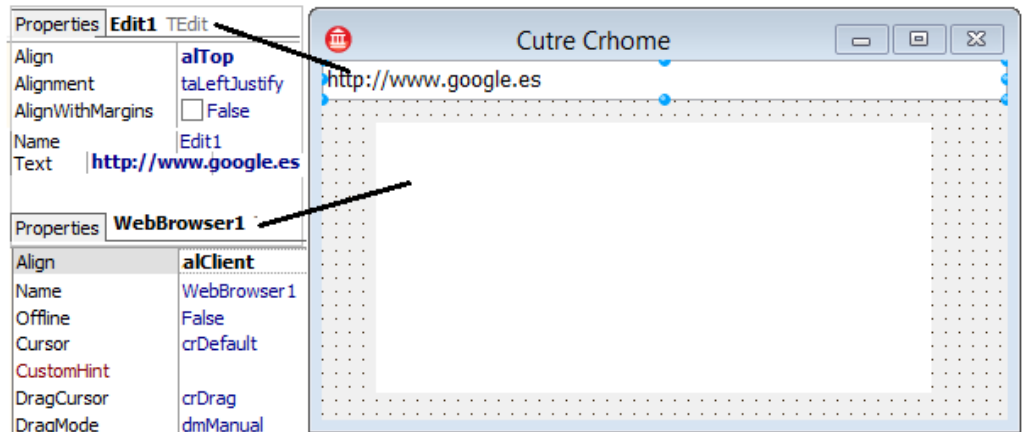 Properties Edit1 TEdit
Align alTop
Alignment taLeftJustify
AlignWithMargins False
Name Edit1
Text http://www.google.es
Properties WebBrowser1
Align alClient
Name WebBrowser1
Offline False
Cursor crDefault
CustomHint
DragCursor crDrag
DragMode dmManual
Cutre Crhome
http://www.google.es